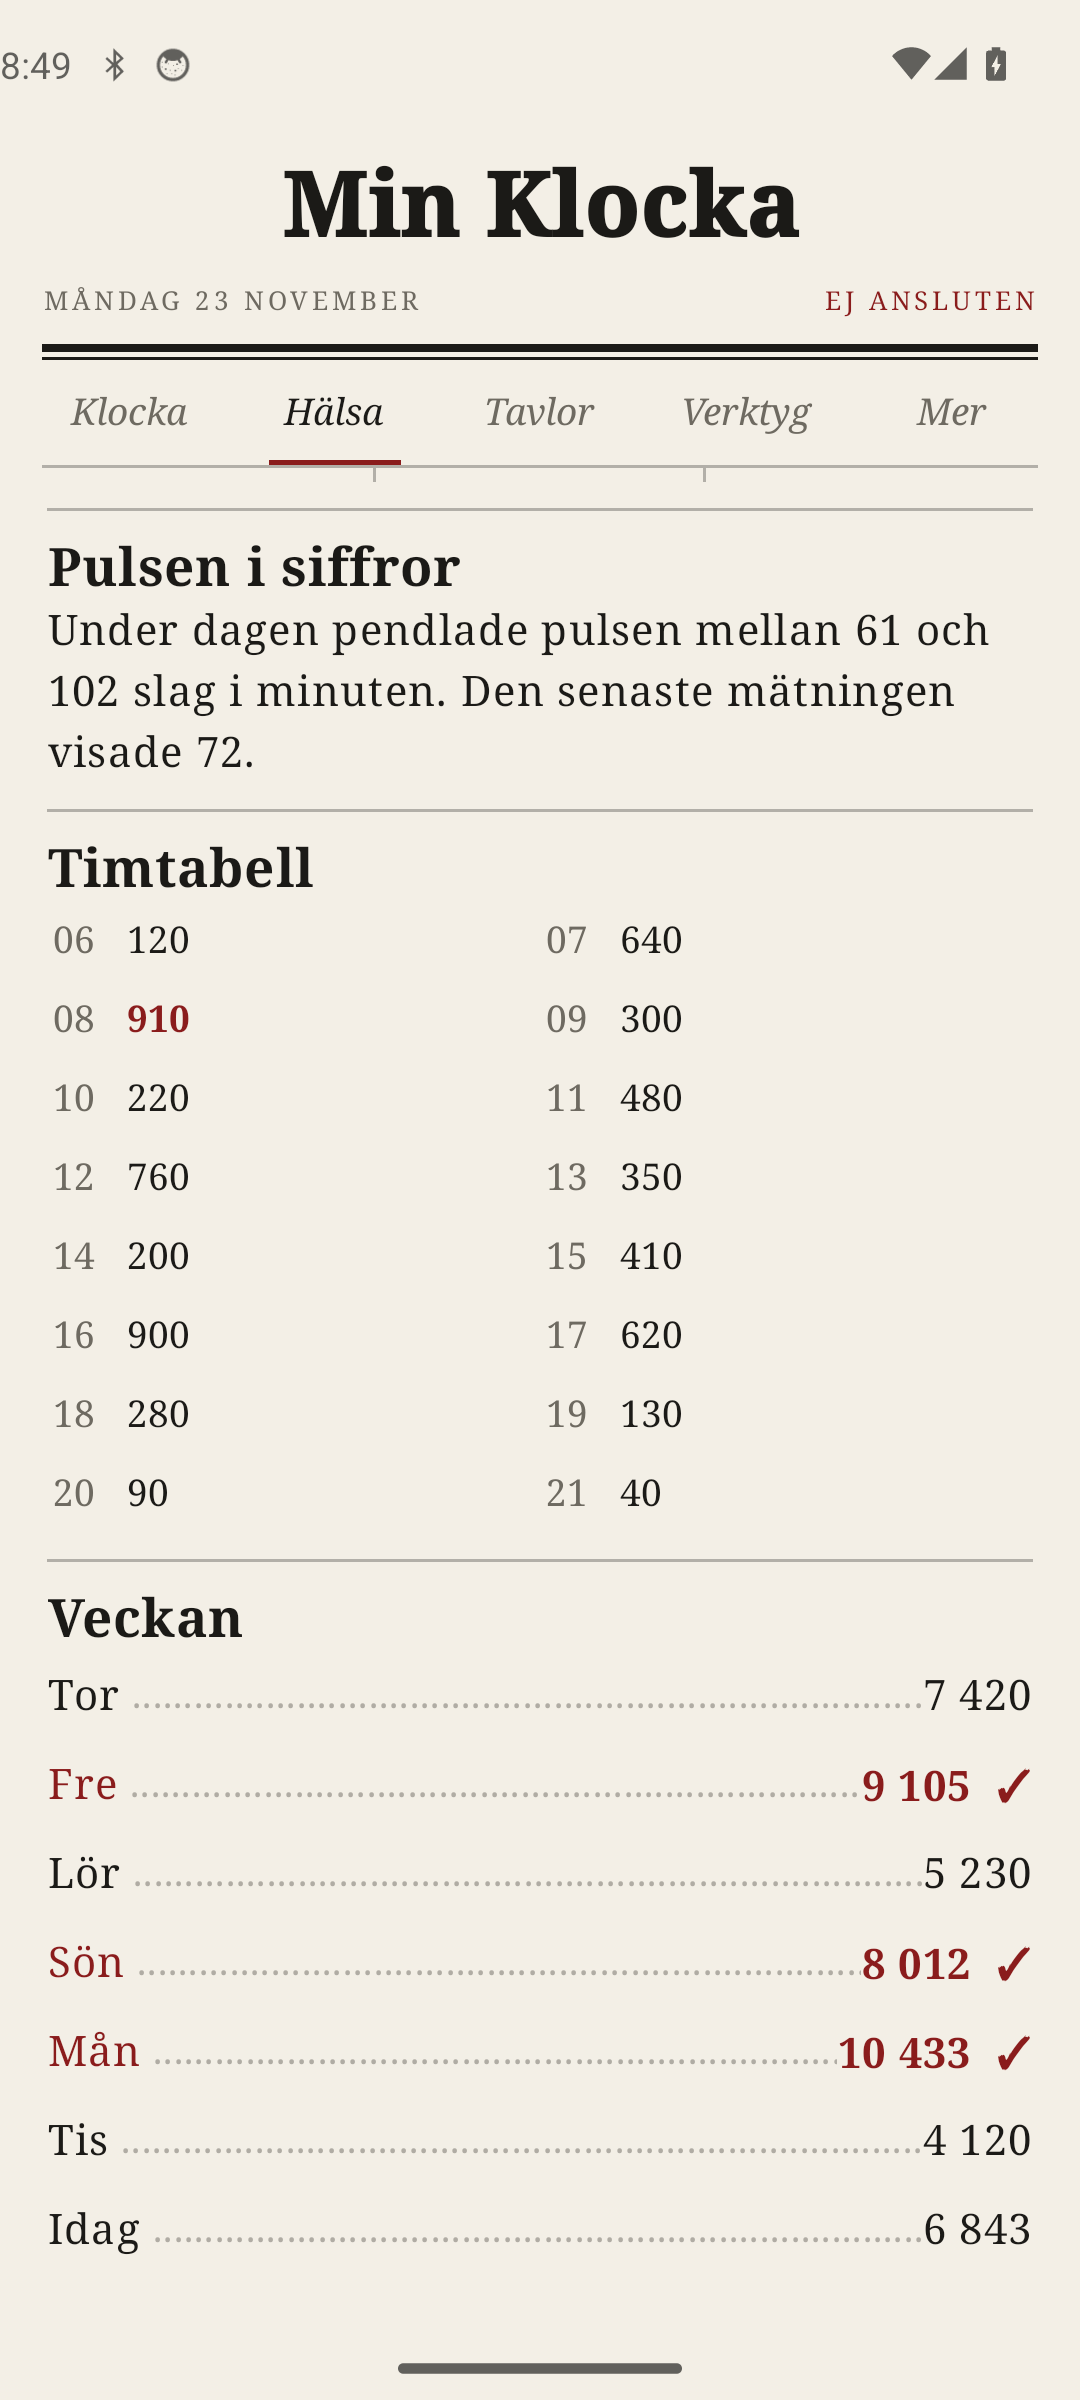 8:49
Min Klocka
MÅNDAG 23 NOVEMBER EJ ANSLUTEN
Klocka Hälsa Tavlor Verktyg Mer
Pulsen i siffror
Under dagen pendlade pulsen mellan 61 och
102 slag i minuten. Den senaste mätningen
visade 72.
Timtabell
06 120 07 640
08 910 09 300
10 220 11 480
12 760 13 350
14 200 15 410
16 900 17 620
18 280 19 130
20 90 21 40
Veckan
Tor 7 420
Fre 9 105 ✓
Lör 5 230
Sön 8 012 ✓
Mån 10 433 ✓
Tis 4 120
Idag 6 843